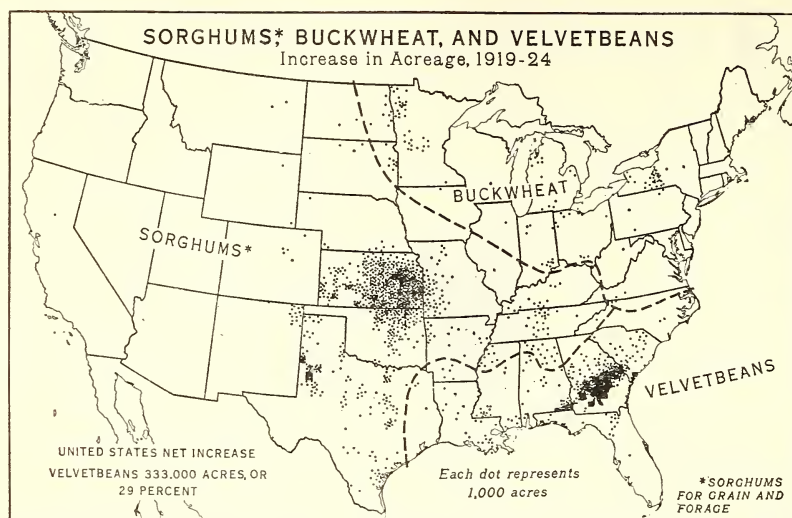 SORGHUMS,* BUCKWHEAT, AND VELVETBEANS
Increase in Acreage, 1919-24
BUCKWHEAT
SORGHUMS*
VELVETBEANS
UNITED STATES NET INCREASE
VELVETBEANS 333.000 ACRES, OR
29 PERCENT
Each dot represents
1,000 acres
*SORGHUMS
FOR GRAIN AND
FORAGE